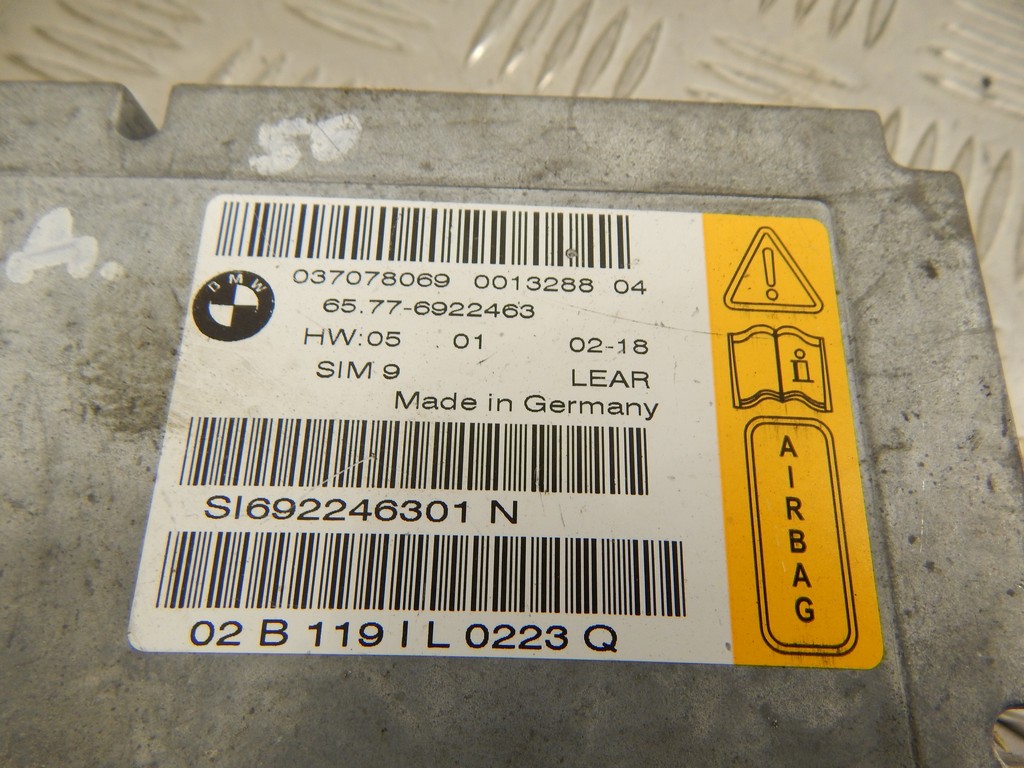 50
BMW
037078069 0013288 04
65.77-6922463
HW:05 01 02-18
SIM 9 LEAR
Made in Germany
SI692246301 N
02 B 119 I L 0223 Q
i
AIRBAG